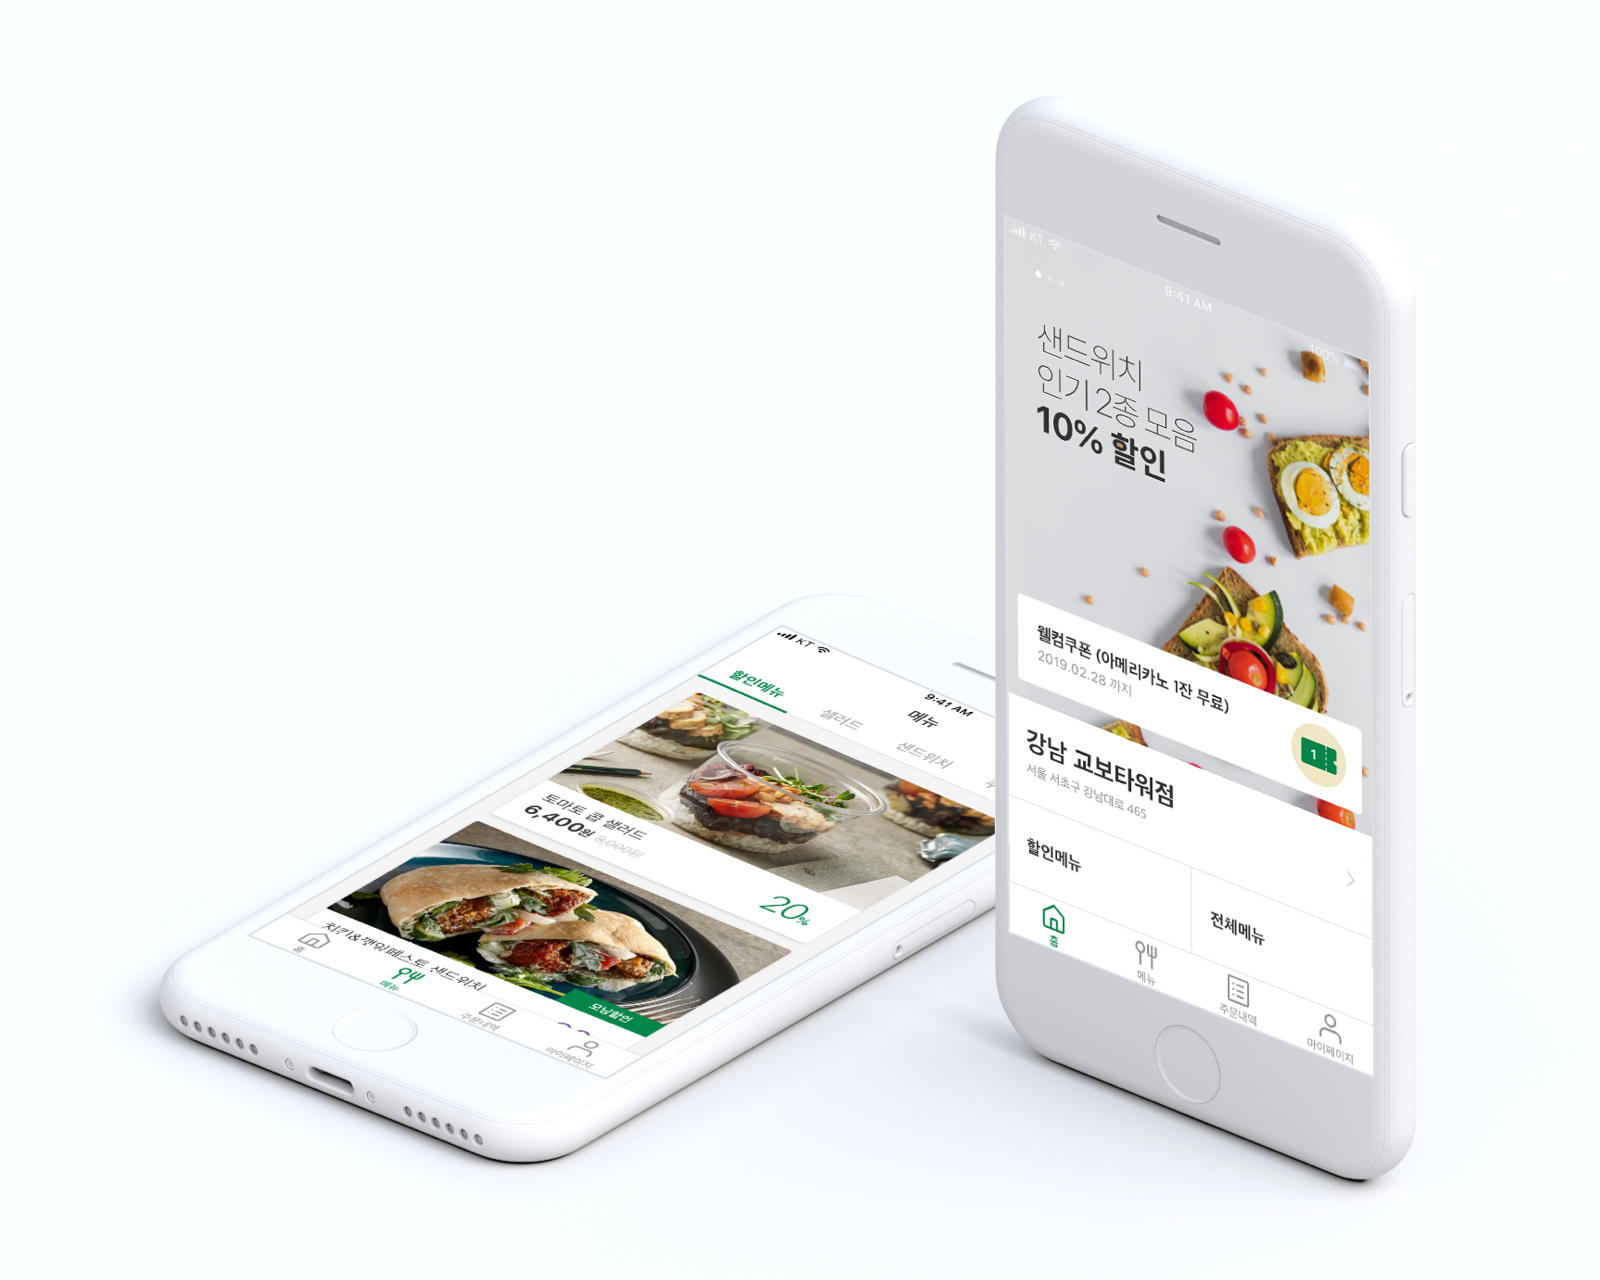 KT
9:41 AM
메뉴
할인메뉴
샐러드
샌드위치
토마토 콥 샐러드
6,400원 8,000원
20%
치킨&깻잎페스토 샌드위치
모닝할인
홈
메뉴
주문내역
마이페이지
KT
9:41 AM
100%
샌드위치
인기 2종 모음
10% 할인
웰컴쿠폰 (아메리카노 1잔 무료)
2019.02.28 까지
1
강남 교보타워점
서울 서초구 강남대로 465
할인메뉴
전체메뉴
홈
메뉴
주문내역
마이페이지